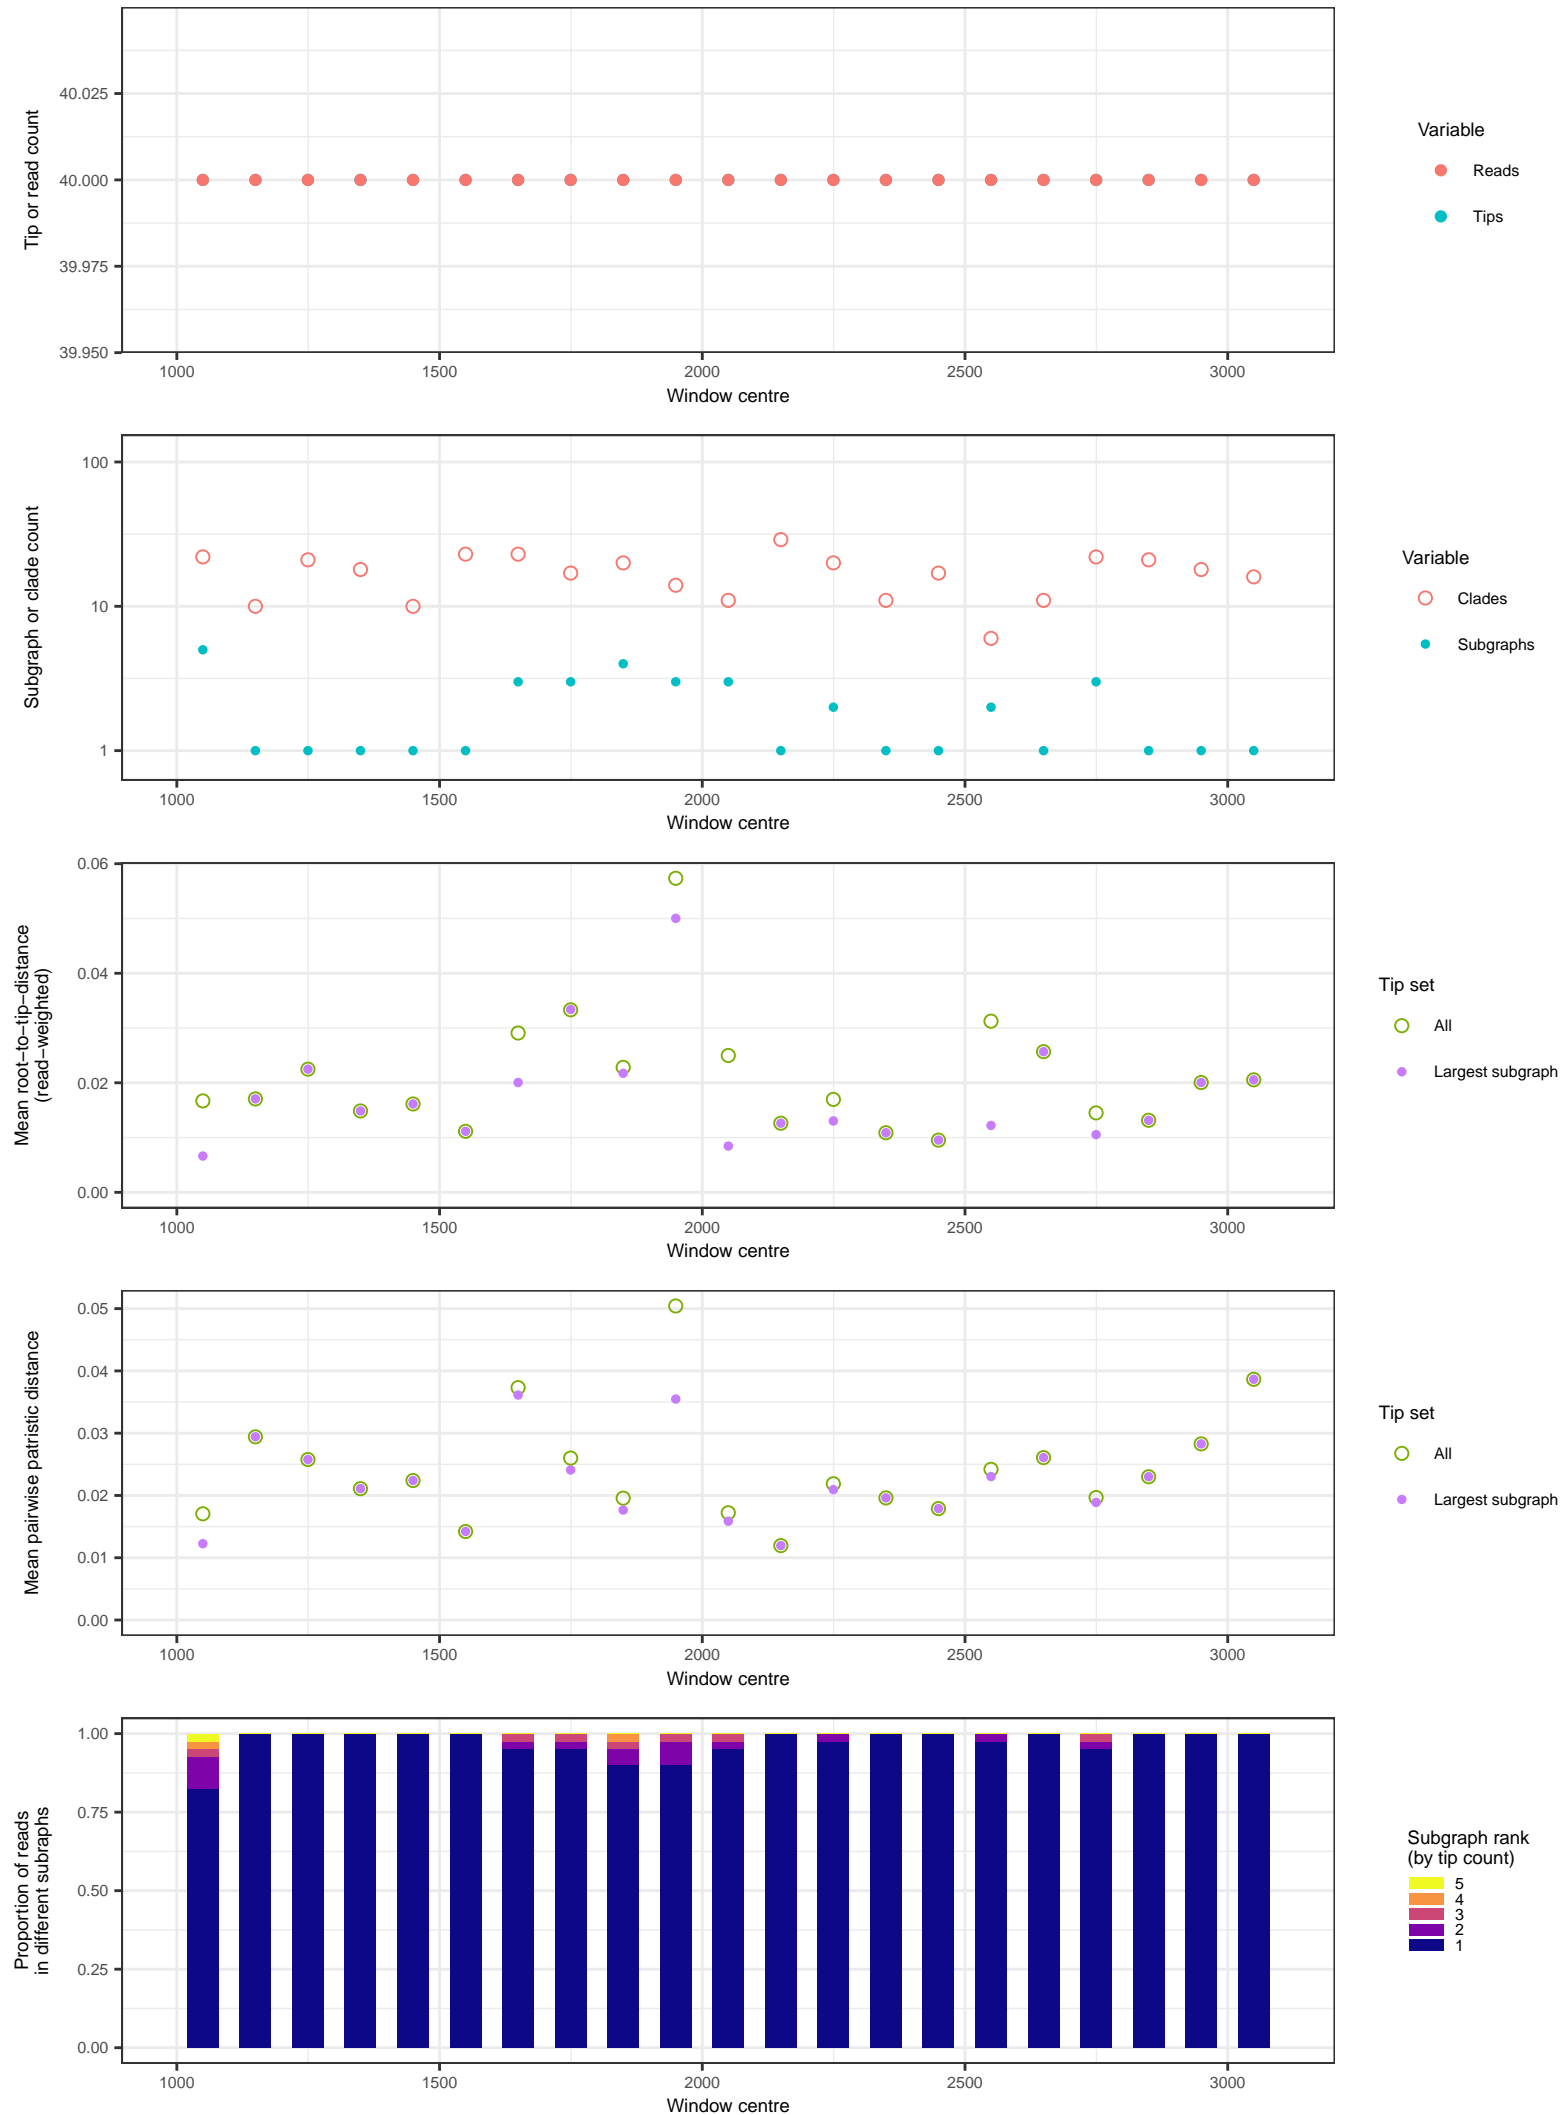 Tip or read count
40.025
40.000
39.975
39.950
1000
1500
2000
2500
3000
Window centre
Variable
Reads
Tips
Subgraph or clade count
100
10
1
1000
1500
2000
2500
3000
Window centre
Variable
Clades
Subgraphs
Mean root−to−tip−distance
(read−weighted)
0.06
0.04
0.02
0.00
1000
1500
2000
2500
3000
Window centre
Tip set
All
Largest subgraph
Mean pairwise patristic distance
0.05
0.04
0.03
0.02
0.01
0.00
1000
1500
2000
2500
3000
Window centre
Tip set
All
Largest subgraph
Proportion of reads
in different subraphs
1.00
0.75
0.50
0.25
0.00
1000
1500
2000
2500
3000
Window centre
Subgraph rank
(by tip count)
5
4
3
2
1